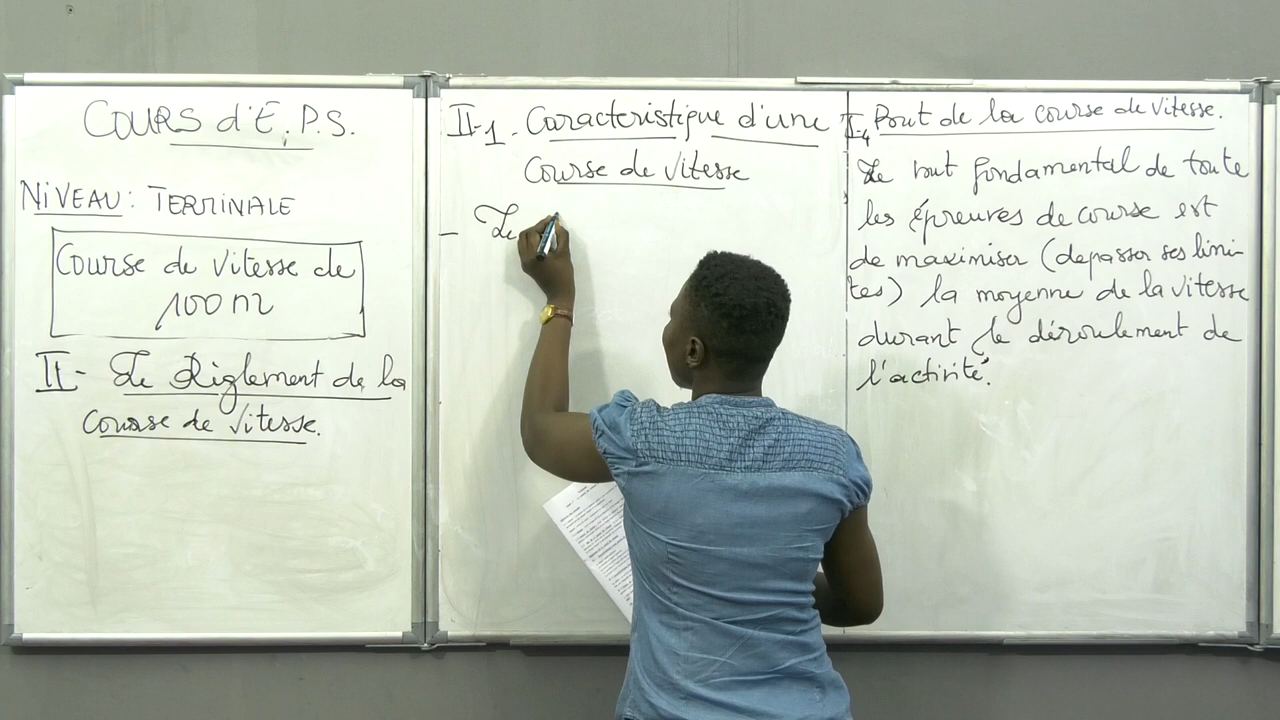 COURS d'E.P.S.
NIVEAU : TERMINALE
Course de vitesse de
100 m
II- Le Règlement de la
Course de vitesse.
II-1. Caracteristique d'une
Course de vitesse
- Le
I-4 But de la course de vitesse.
Le but fondamental de toute
les épreuves de course est
de maximiser (depasser ses limi-
tes) la moyenne de la vitesse
durant le déroulement de
l'activité.